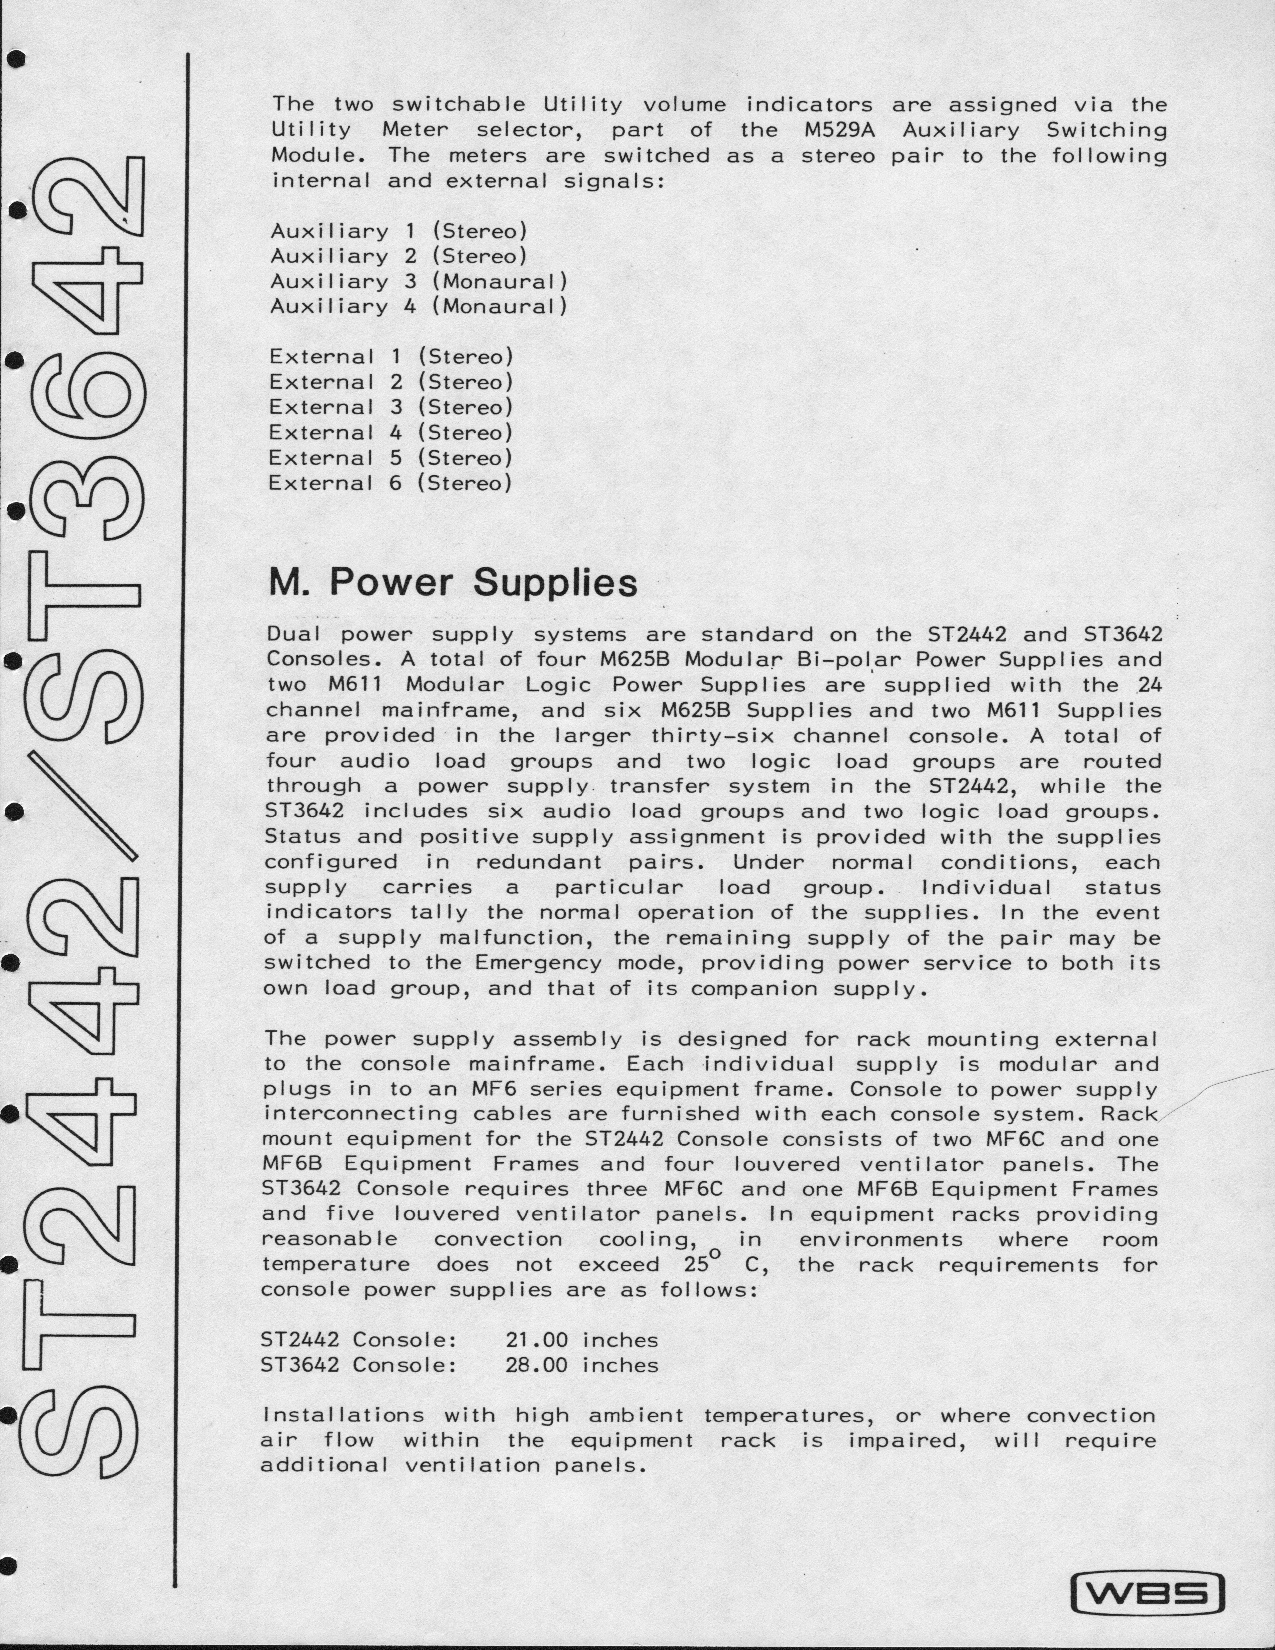 ST2442/ST3642
The two switchable Utility volume indicators are assigned via the
Utility Meter selector, part of the M529A Auxiliary Switching
Module. The meters are switched as a stereo pair to the following
internal and external signals:
Auxiliary 1 (Stereo)
Auxiliary 2 (Stereo)
Auxiliary 3 (Monaural)
Auxiliary 4 (Monaural)
External 1 (Stereo)
External 2 (Stereo)
External 3 (Stereo)
External 4 (Stereo)
External 5 (Stereo)
External 6 (Stereo)
M. Power Supplies
Dual power supply systems are standard on the ST2442 and ST3642
Consoles. A total of four M625B Modular Bi-polar Power Supplies and
two M611 Modular Logic Power Supplies are supplied with the 24
channel mainframe, and six M625B Supplies and two M611 Supplies
are provided in the larger thirty-six channel console. A total of
four audio load groups and two logic load groups are routed
through a power supply transfer system in the ST2442, while the
ST3642 includes six audio load groups and two logic load groups.
Status and positive supply assignment is provided with the supplies
configured in redundant pairs. Under normal conditions, each
supply carries a particular load group. Individual status
indicators tally the normal operation of the supplies. In the event
of a supply malfunction, the remaining supply of the pair may be
switched to the Emergency mode, providing power service to both its
own load group, and that of its companion supply.
The power supply assembly is designed for rack mounting external
to the console mainframe. Each individual supply is modular and
plugs in to an MF6 series equipment frame. Console to power supply
interconnecting cables are furnished with each console system. Rack
mount equipment for the ST2442 Console consists of two MF6C and one
MF6B Equipment Frames and four louvered ventilator panels. The
ST3642 Console requires three MF6C and one MF6B Equipment Frames
and five louvered ventilator panels. In equipment racks providing
reasonable convection cooling, in environments where room
temperature does not exceed 25° C, the rack requirements for
console power supplies are as follows:
ST2442 Console: 21.00 inches
ST3642 Console: 28.00 inches
Installations with high ambient temperatures, or where convection
air flow within the equipment rack is impaired, will require
additional ventilation panels.
WBS